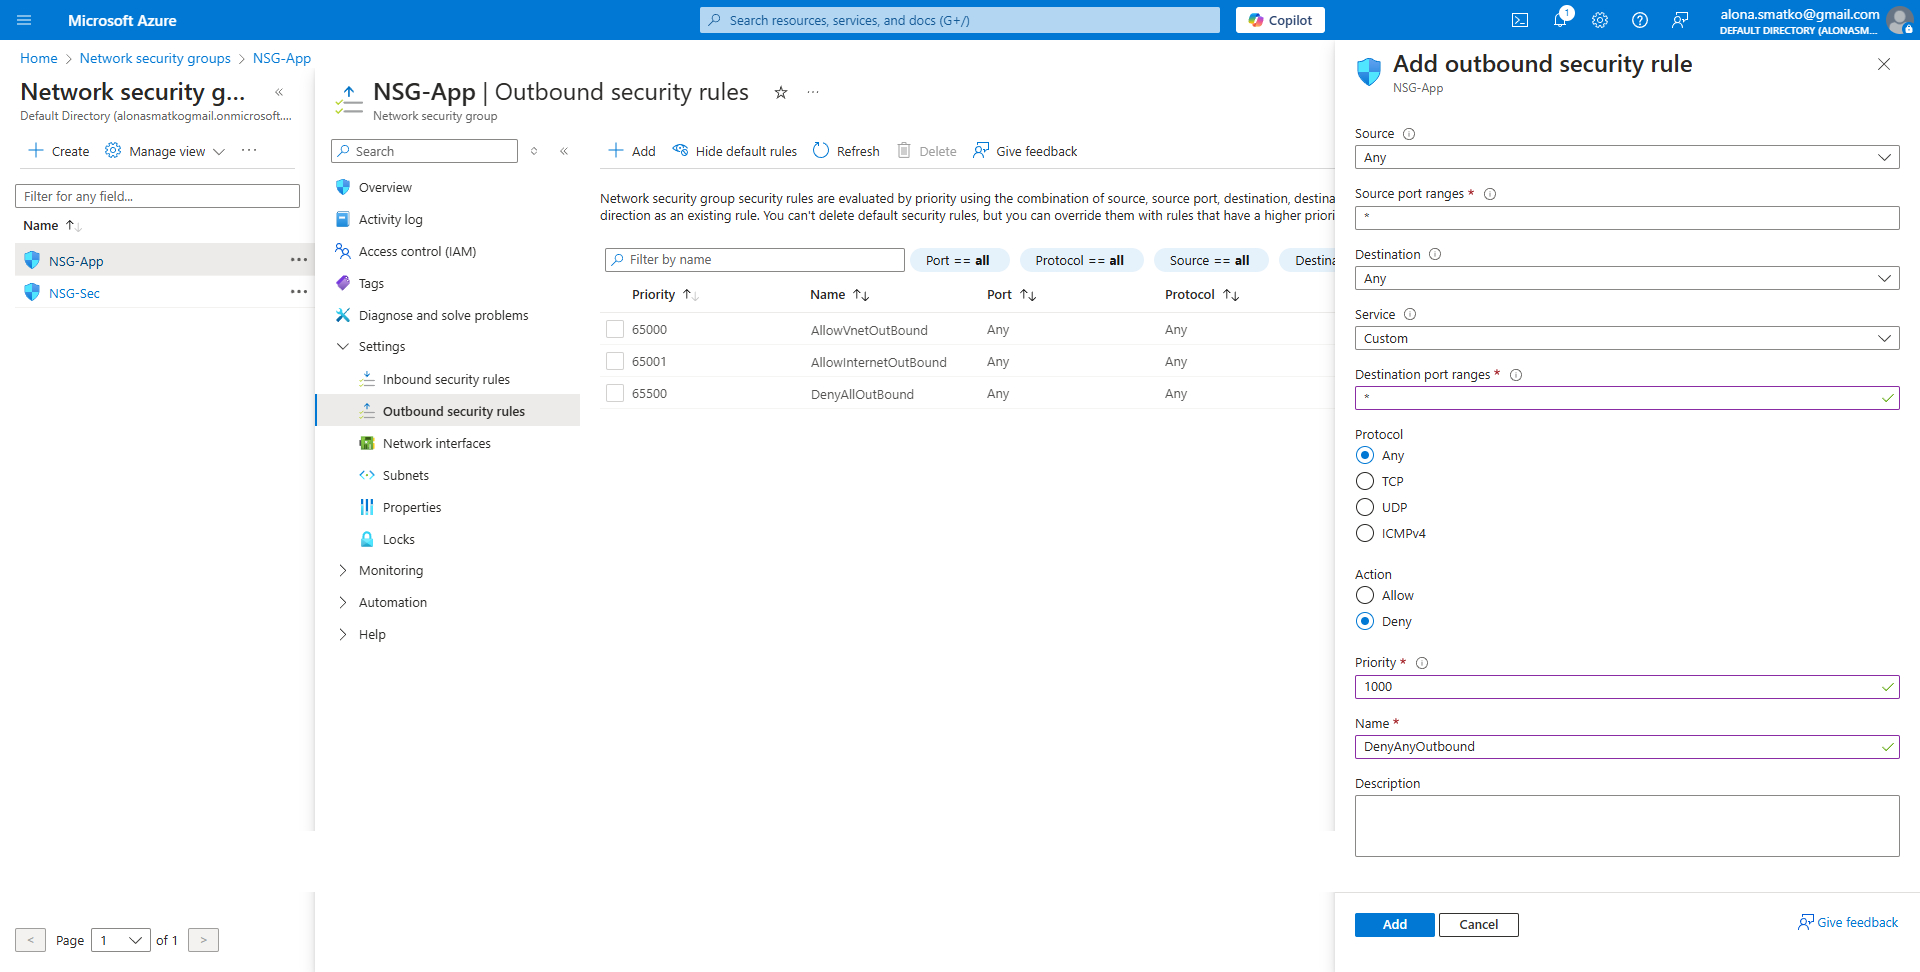 Microsoft Azure
Search resources, services, and docs (G+/)
Copilot
1
alona.smatko@gmail.com
DEFAULT DIRECTORY (ALONASM...
Home > Network security groups > NSG-App
Network security g...
«
Default Directory (alonasmatkogmail.onmicrosoft....
+ Create
Manage view
...
Filter for any field...
Name ↑↓
NSG-App
...
NSG-Sec
...
< Page 1 of 1 >
NSG-App | Outbound security rules
...
Network security group
Search
«
Overview
Activity log
Access control (IAM)
Tags
Diagnose and solve problems
Settings
Inbound security rules
Outbound security rules
Network interfaces
Subnets
Properties
Locks
Monitoring
Automation
Help
+ Add
Hide default rules
Refresh
Delete
Give feedback
Network security group security rules are evaluated by priority using the combination of source, source port, destination, destina
direction as an existing rule. You can't delete default security rules, but you can override them with rules that have a higher priori
Filter by name
Port == all
Protocol == all
Source == all
Destina
Priority ↑↓ Name ↑↓ Port ↑↓ Protocol ↑↓
65000 AllowVnetOutBound Any Any
65001 AllowInternetOutBound Any Any
65500 DenyAllOutBound Any Any
Add outbound security rule
NSG-App
Source
Any
Source port ranges *
*
Destination
Any
Service
Custom
Destination port ranges *
*
Protocol
Any
TCP
UDP
ICMPv4
Action
Allow
Deny
Priority *
1000
Name *
DenyAnyOutbound
Description
Add
Cancel
Give feedback